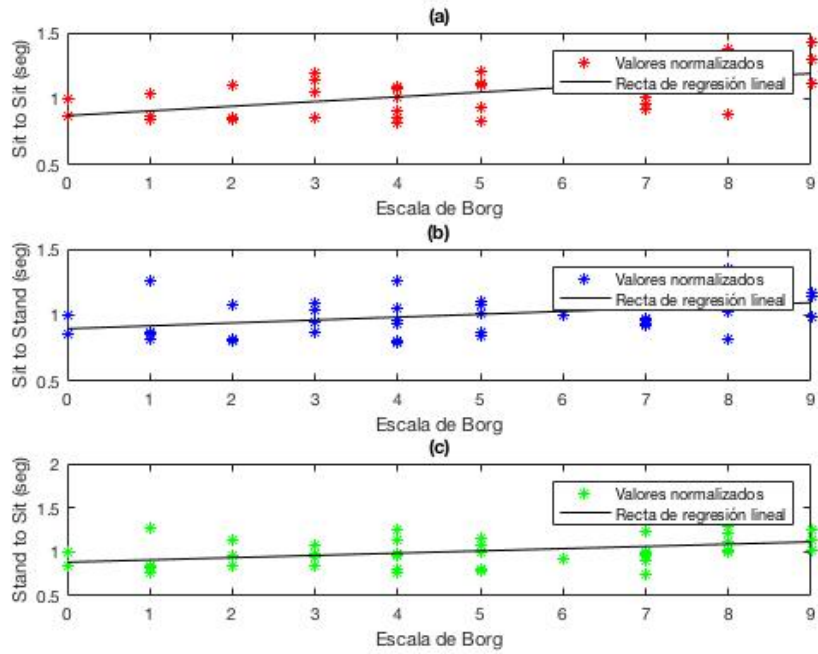 (a)
Sit to Sit (seg)
1.5
1
0.5
Valores normalizados
Recta de regresión lineal
0 1 2 3 4 5 6 7 8 9
Escala de Borg
(b)
Sit to Stand (seg)
1.5
1
0.5
Valores normalizados
Recta de regresión lineal
0 1 2 3 4 5 6 7 8 9
Escala de Borg
(c)
Stand to Sit (seg)
2
1.5
1
0.5
Valores normalizados
Recta de regresión lineal
0 1 2 3 4 5 6 7 8 9
Escala de Borg